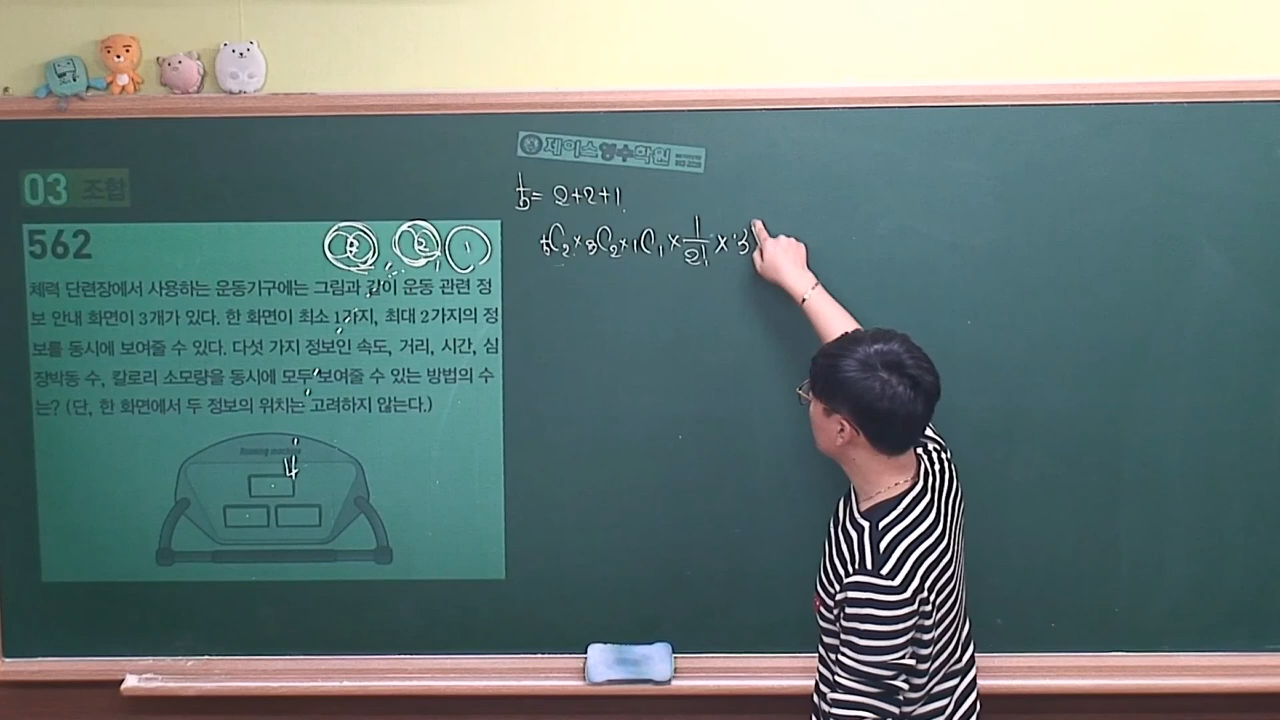 제이스영수학원
03 조합
562
② ② ①
체력 단련장에서 사용하는 운동기구에는 그림과 같이 운동 관련 정
보 안내 화면이 3개가 있다. 한 화면이 최소 1가지, 최대 2가지의 정
보를 동시에 보여줄 수 있다. 다섯 가지 정보인 속도, 거리, 시간, 심
장박동 수, 칼로리 소모량을 동시에 모두 보여줄 수 있는 방법의 수
는? (단, 한 화면에서 두 정보의 위치는 고려하지 않는다.)
Running machine
5 = 2+2+1.
5C2 × 3C2 × 1C1 × 1/2! × 3